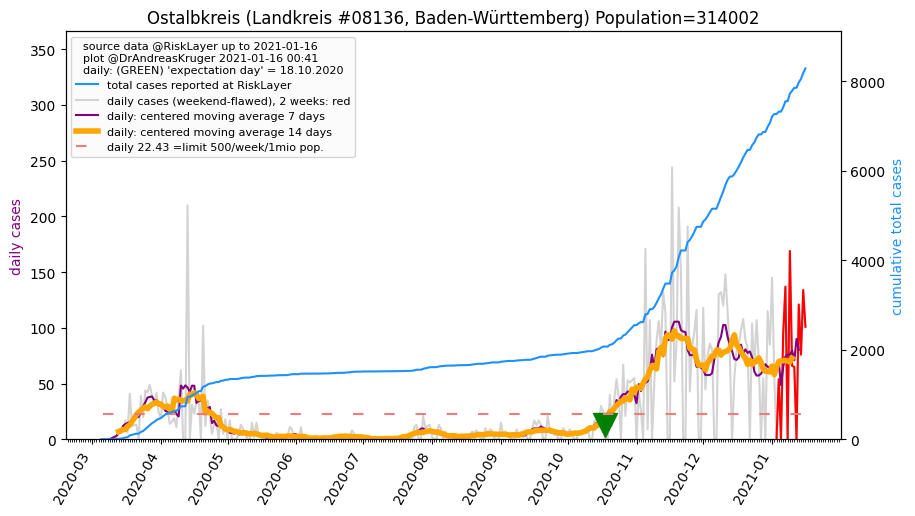 Ostalbkreis (Landkreis #08136, Baden-Württemberg) Population=314002
source data @RiskLayer up to 2021-01-16
plot @DrAndreasKruger 2021-01-16 00:41
daily: (GREEN) 'expectation day' = 18.10.2020
total cases reported at RiskLayer
daily cases (weekend-flawed), 2 weeks: red
daily: centered moving average 7 days
daily: centered moving average 14 days
daily 22.43 =limit 500/week/1mio pop.
daily cases
350
300
250
200
150
100
50
0
8000
6000
4000
2000
0
cumulative total cases
2020-03
2020-04
2020-05
2020-06
2020-07
2020-08
2020-09
2020-10
2020-11
2020-12
2021-01